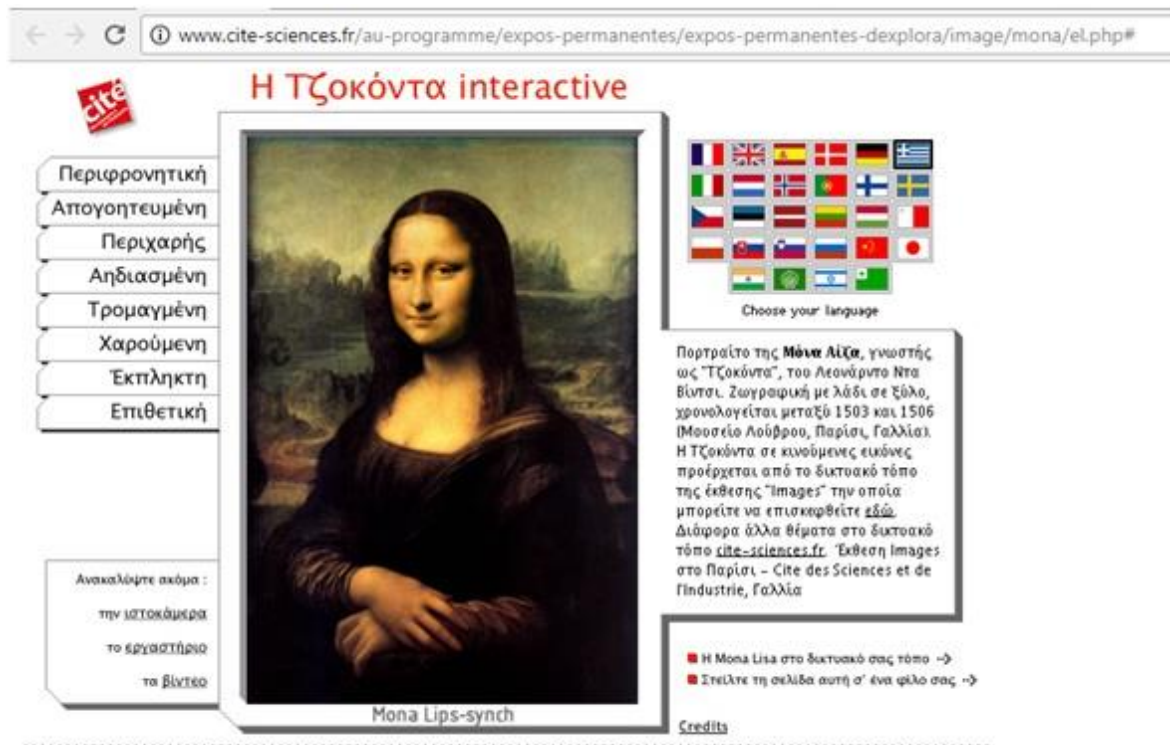 www.cite-sciences.fr/au-programme/expos-permanentes/expos-permanentes-dexplora/image/mona/el.php#
cité
Η Τζοκόντα interactive
Περιφρονητική
Απογοητευμένη
Περιχαρής
Αηδιασμένη
Τρομαγμένη
Χαρούμενη
Έκπληκτη
Επιθετική
Ανακαλύψτε ακόμα :
την ιστοκάμερα
το εργαστήριο
τα βίντεο
Mona Lips-synch
Choose your language
Πορτραίτο της Μόνα Λίζα, γνωστής
ως "Τζοκόντα", του Λεονάρντο Ντα
Βίντσι. Ζωγραφική με λάδι σε ξύλο,
χρονολογείται μεταξύ 1503 και 1506
(Μουσείο Λούβρου, Παρίσι, Γαλλία).
Η Τζοκόντα σε κινούμενες εικόνες
προέρχεται από το δικτυακό τόπο
της έκθεσης "Images" την οποία
μπορείτε να επισκεφθείτε εδώ.
Διάφορα άλλα θέματα στο δικτυακό
τόπο cite-sciences.fr. Έκθεση Images
στο Παρίσι – Cite des Sciences et de
l'Industrie, Γαλλία
Η Mona Lisa στο δικτυακό σας τόπο -->
Στείλτε τη σελίδα αυτή σ' ένα φίλο σας -->
Credits